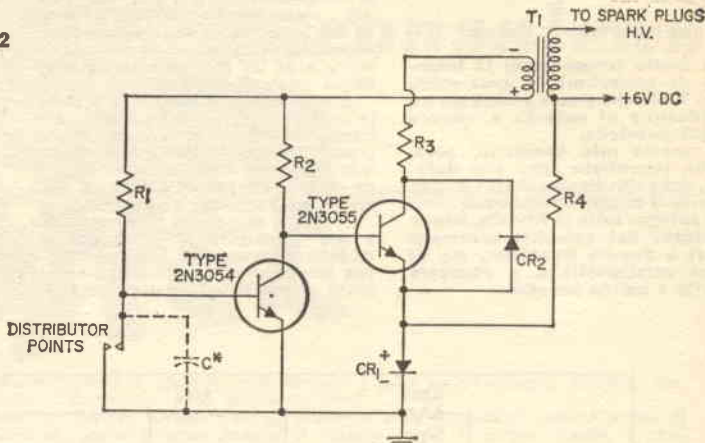 2
T1
TO SPARK PLUGS
H.V.
-
+
+6V DC
R1
R2
R3
R4
TYPE
2N3055
TYPE
2N3054
CR2
DISTRIBUTOR
POINTS
C*
CR1
+
-